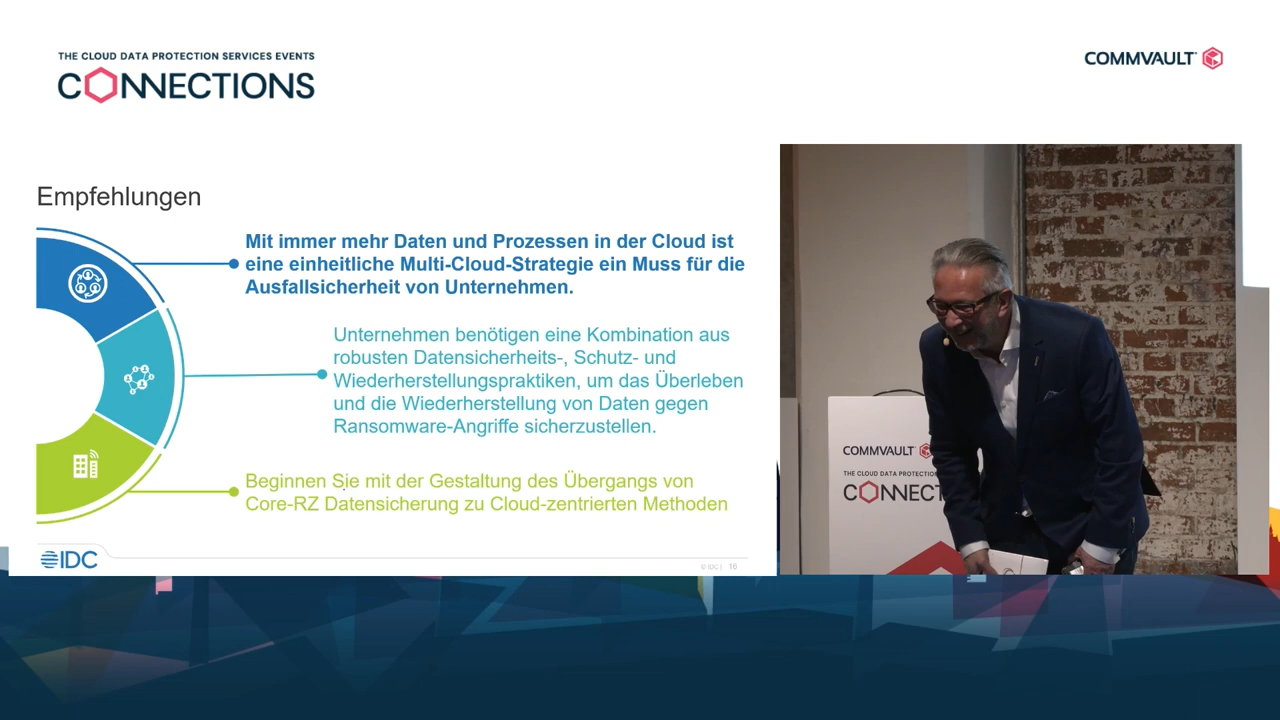 THE CLOUD DATA PROTECTION SERVICES EVENTS
CONNECTIONS
COMMVAULT
Empfehlungen
Mit immer mehr Daten und Prozessen in der Cloud ist
eine einheitliche Multi-Cloud-Strategie ein Muss für die
Ausfallsicherheit von Unternehmen.
Unternehmen benötigen eine Kombination aus
robusten Datensicherheits-, Schutz- und
Wiederherstellungspraktiken, um das Überleben
und die Wiederherstellung von Daten gegen
Ransomware-Angriffe sicherzustellen.
Beginnen Sie mit der Gestaltung des Übergangs von
Core-RZ Datensicherung zu Cloud-zentrierten Methoden
IDC
© IDC | 16
COMMVAULT
THE CLOUD DATA PROTECTIO
CONNECT